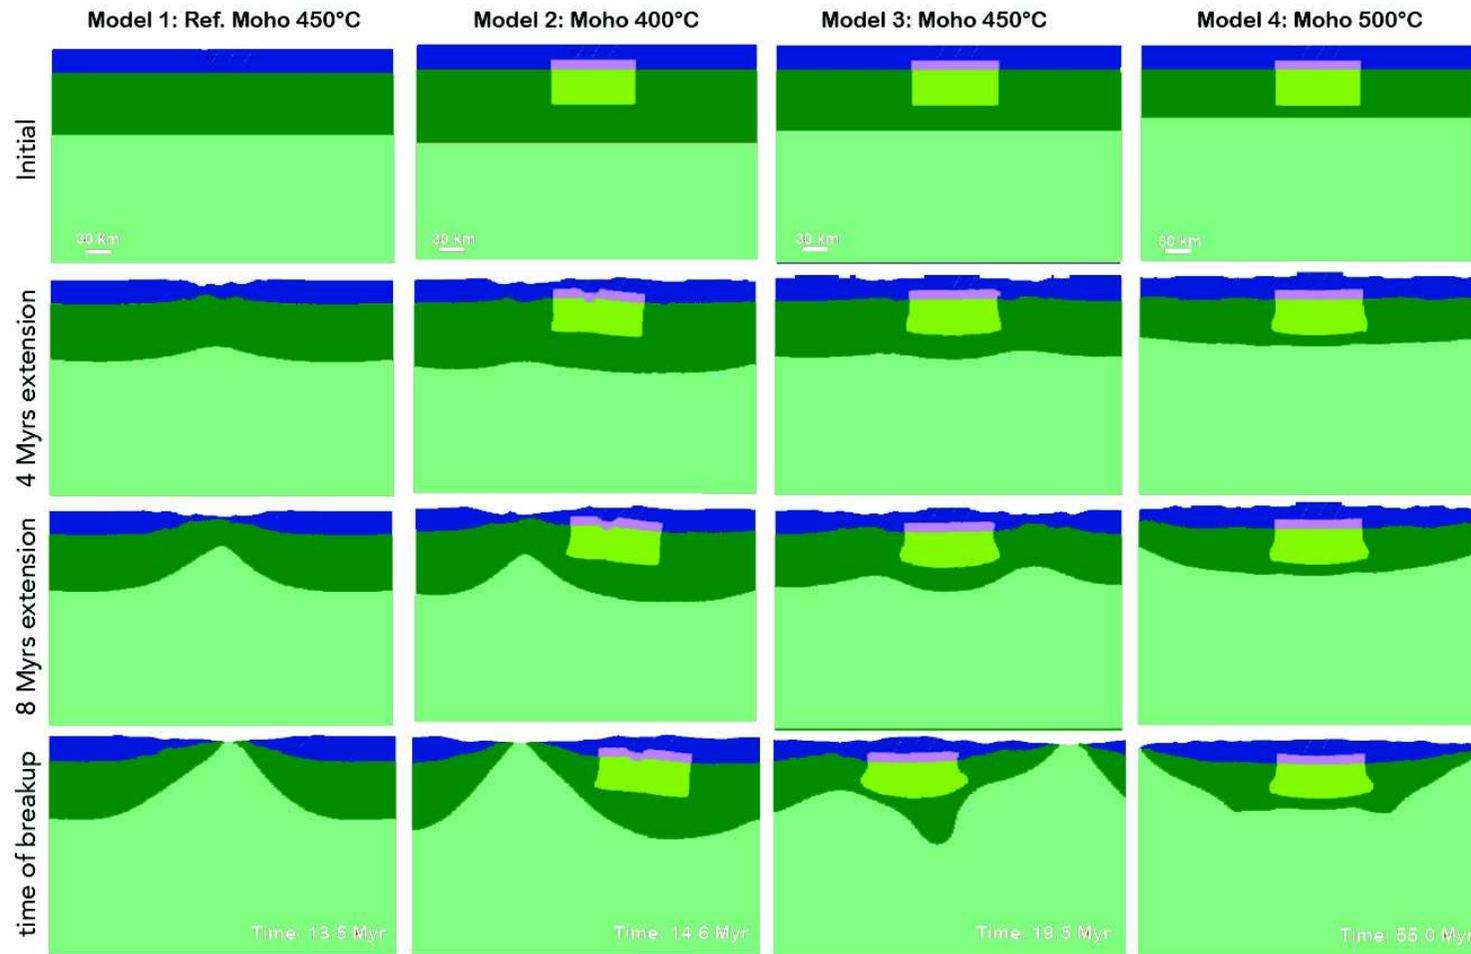 Model 1: Ref. Moho 450°C
Model 2: Moho 400°C
Model 3: Moho 450°C
Model 4: Moho 500°C
Initial
30 km
30 km
30 km
30 km
4 Myrs extension
8 Myrs extension
time of breakup
Time: 13.5 Myr
Time: 14.6 Myr
Time: 19.5 Myr
Time: 55.0 Myr